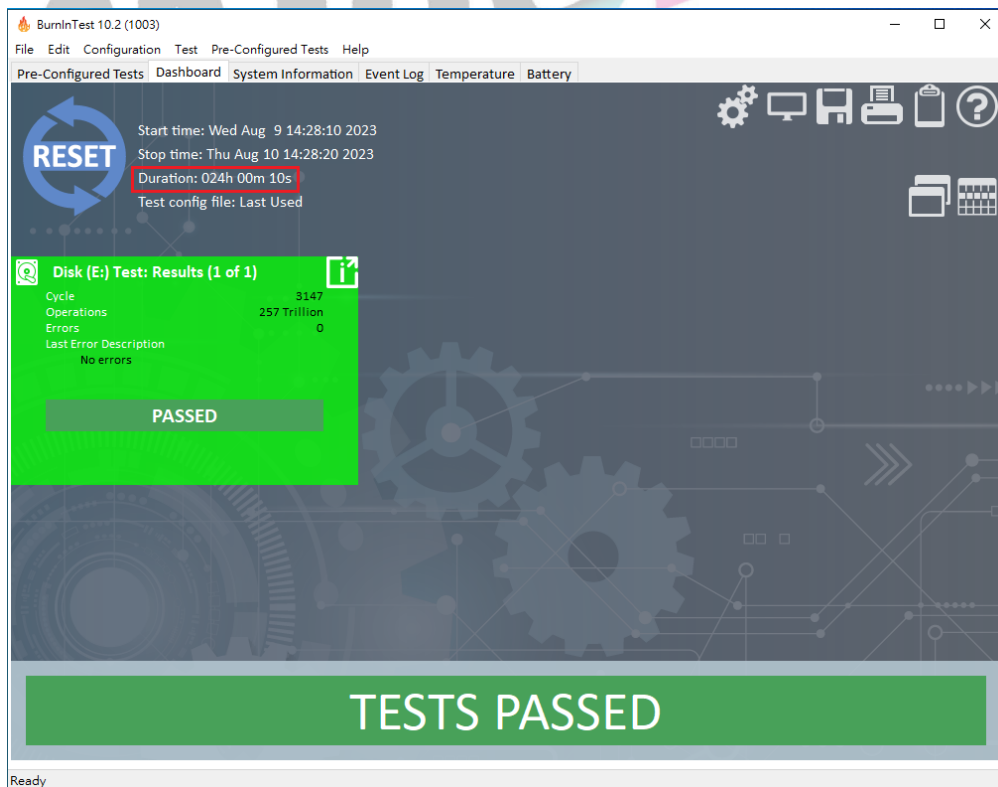 BurnInTest 10.2 (1003)
File Edit Configuration Test Pre-Configured Tests Help
Pre-Configured Tests Dashboard System Information Event Log Temperature Battery
RESET
Start time: Wed Aug 9 14:28:10 2023
Stop time: Thu Aug 10 14:28:20 2023
Duration: 024h 00m 10s
Test config file: Last Used
Disk (E:) Test: Results (1 of 1)
Cycle 3147
Operations 257 Trillion
Errors 0
Last Error Description
No errors
PASSED
TESTS PASSED
Ready